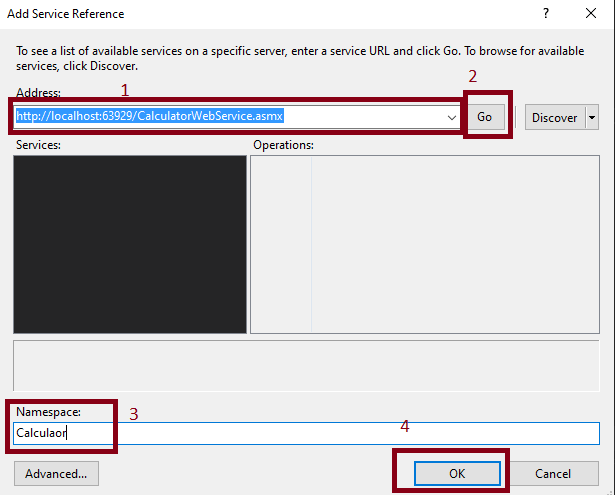 Add Service Reference
?
To see a list of available services on a specific server, enter a service URL and click Go. To browse for available
services, click Discover.
1
2
Address:
http://localhost:63929/CalculatorWebService.asmx
Go
Discover
Services:
Operations:
Namespace:
3
Calculaor
4
Advanced...
OK
Cancel